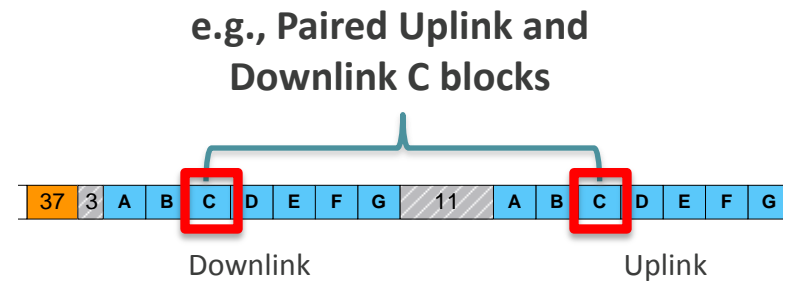 e.g., Paired Uplink and
Downlink C blocks
37 3 A B C D E F G 11 A B C D E F G
Downlink Uplink